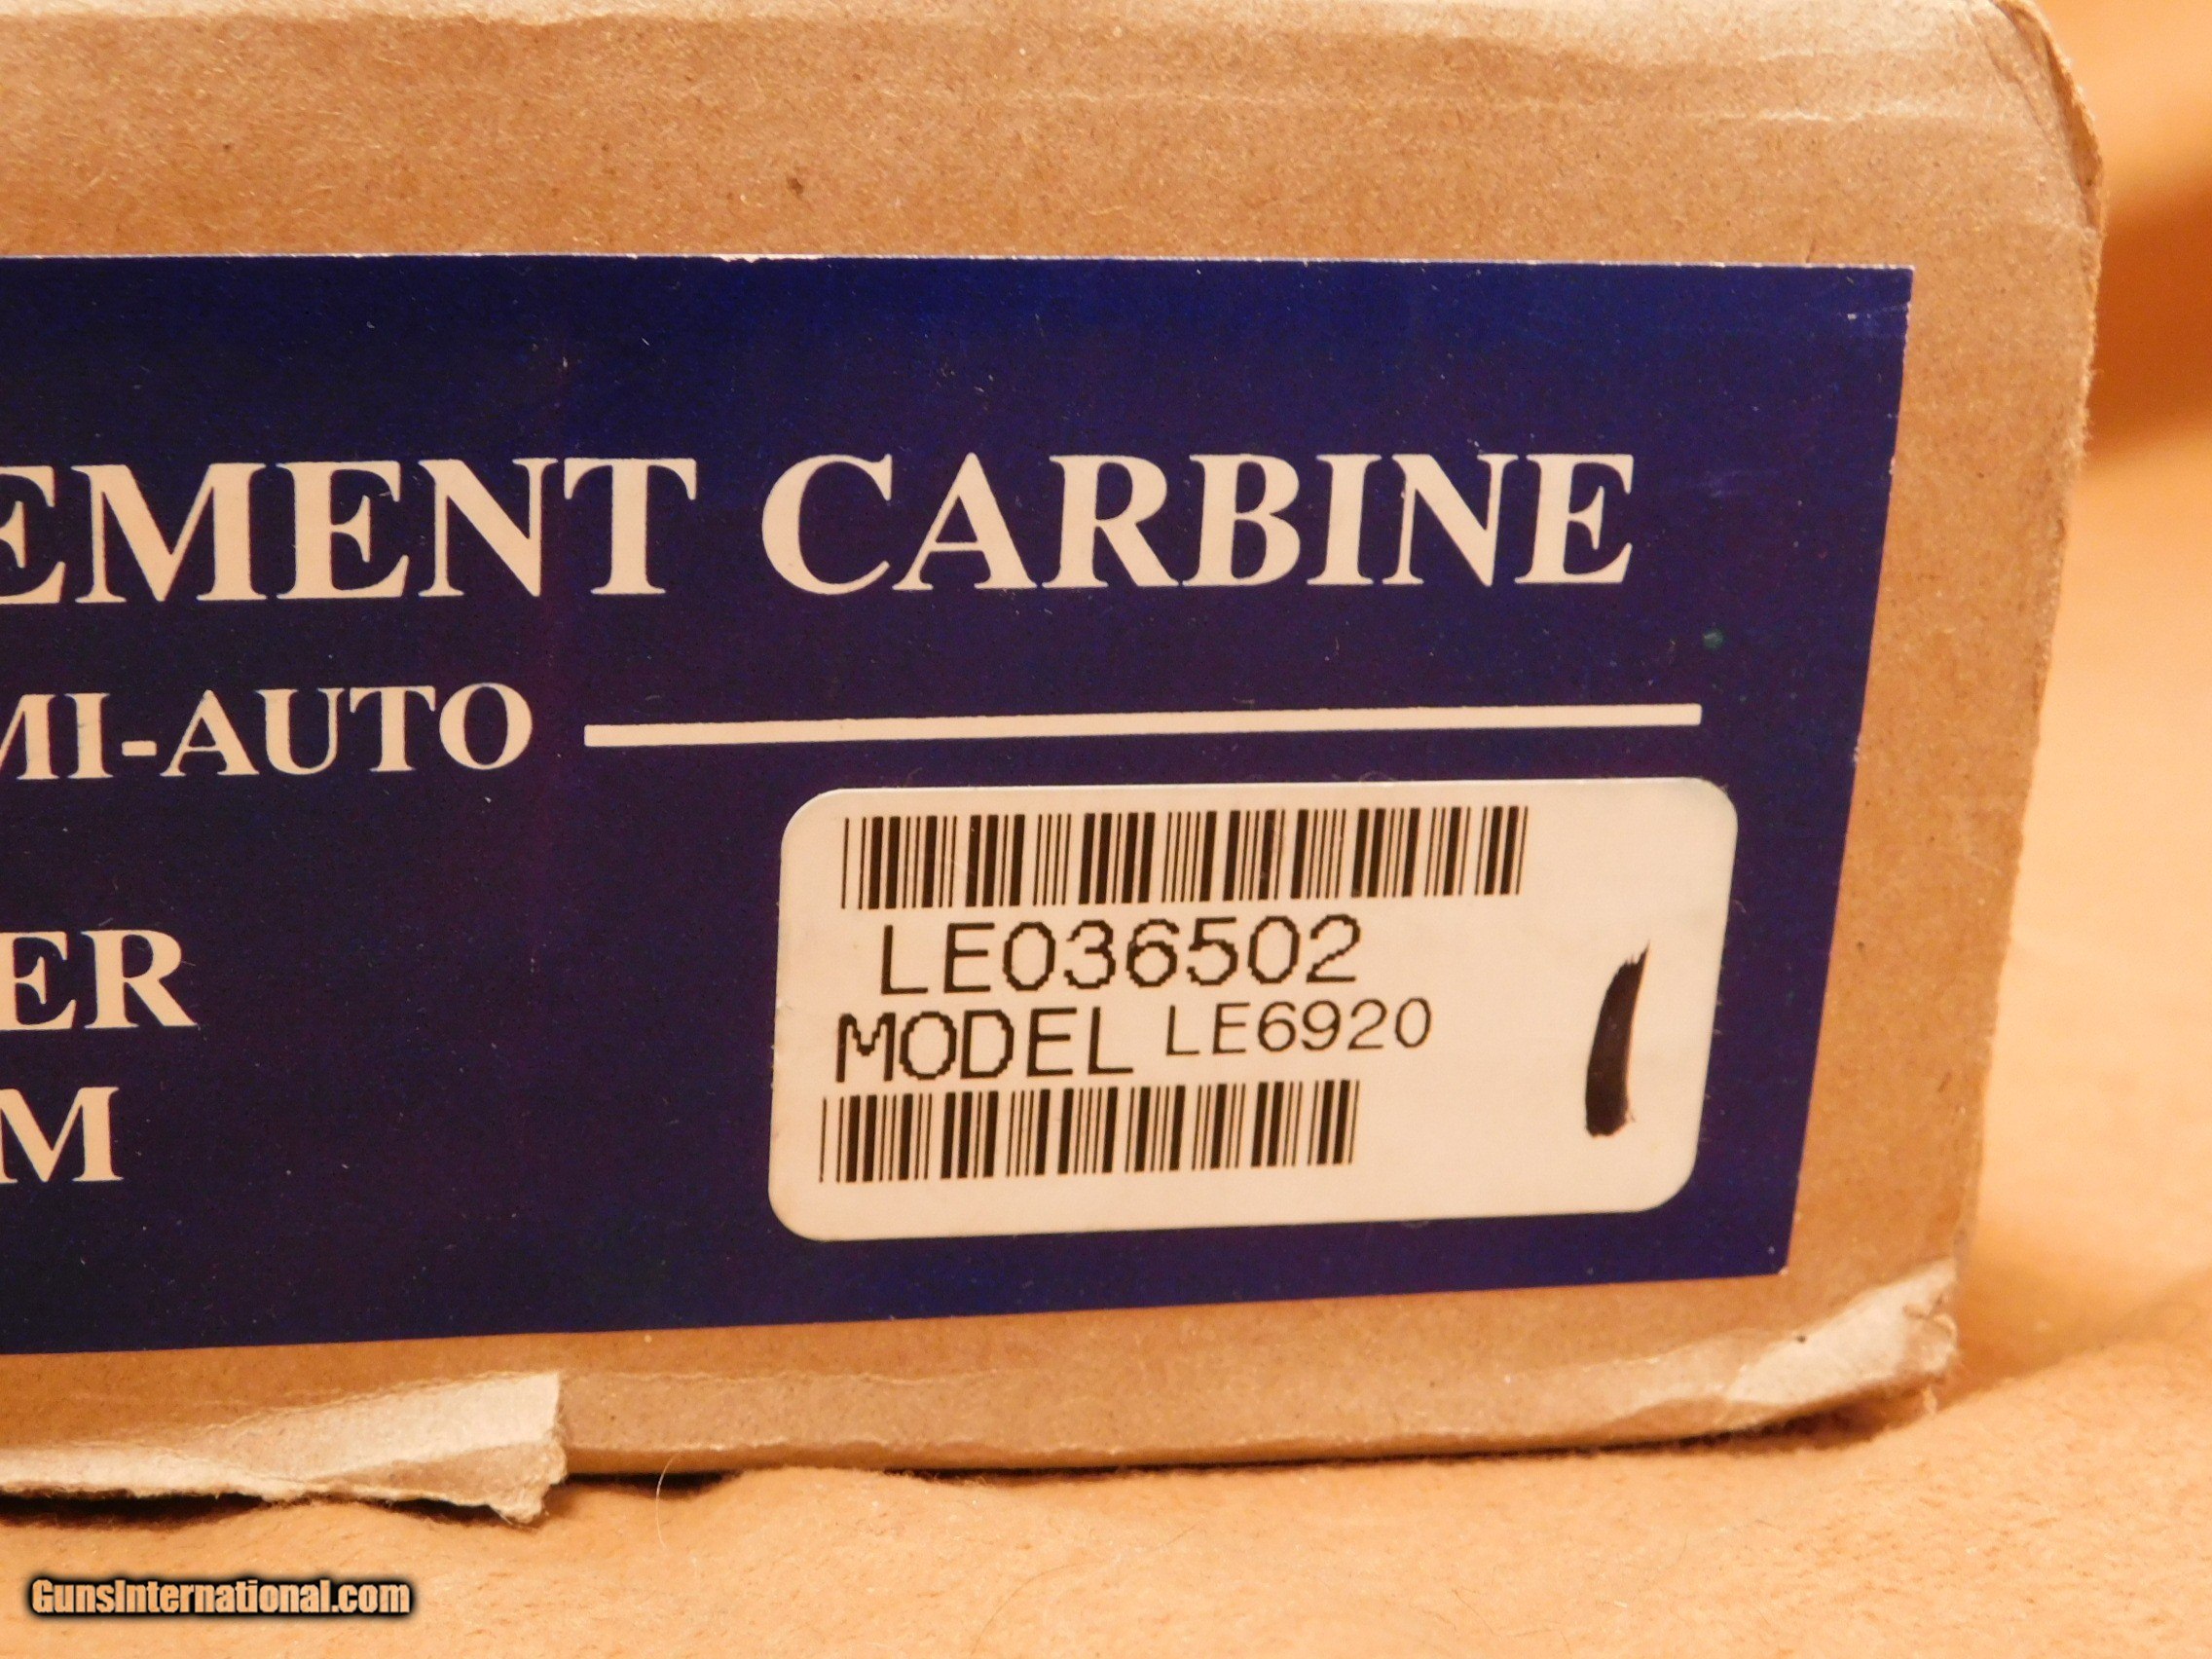 EMENT CARBINE
MI-AUTO
LE036502
MODEL LE6920
ER
M
GunsInternational.com